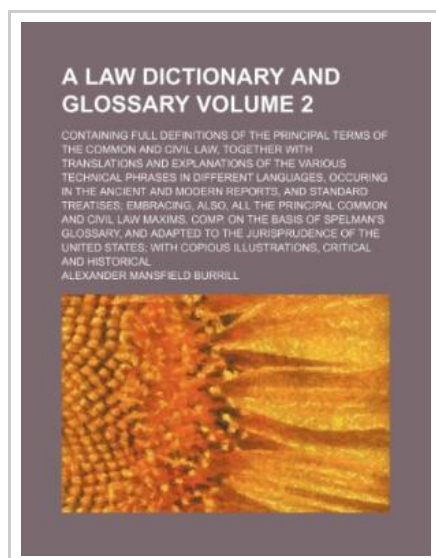 A LAW DICTIONARY AND
GLOSSARY VOLUME 2
CONTAINING FULL DEFINITIONS OF THE PRINCIPAL TERMS OF
THE COMMON AND CIVIL LAW, TOGETHER WITH
TRANSLATIONS AND EXPLANATIONS OF THE VARIOUS
TECHNICAL PHRASES IN DIFFERENT LANGUAGES, OCCURING
IN THE ANCIENT AND MODERN REPORTS, AND STANDARD
TREATISES; EMBRACING, ALSO, ALL THE PRINCIPAL COMMON
AND CIVIL LAW MAXIMS. COMP. ON THE BASIS OF SPELMAN'S
GLOSSARY, AND ADAPTED TO THE JURISPRUDENCE OF THE
UNITED STATES; WITH COPIOUS ILLUSTRATIONS, CRITICAL
AND HISTORICAL
ALEXANDER MANSFIELD BURRILL